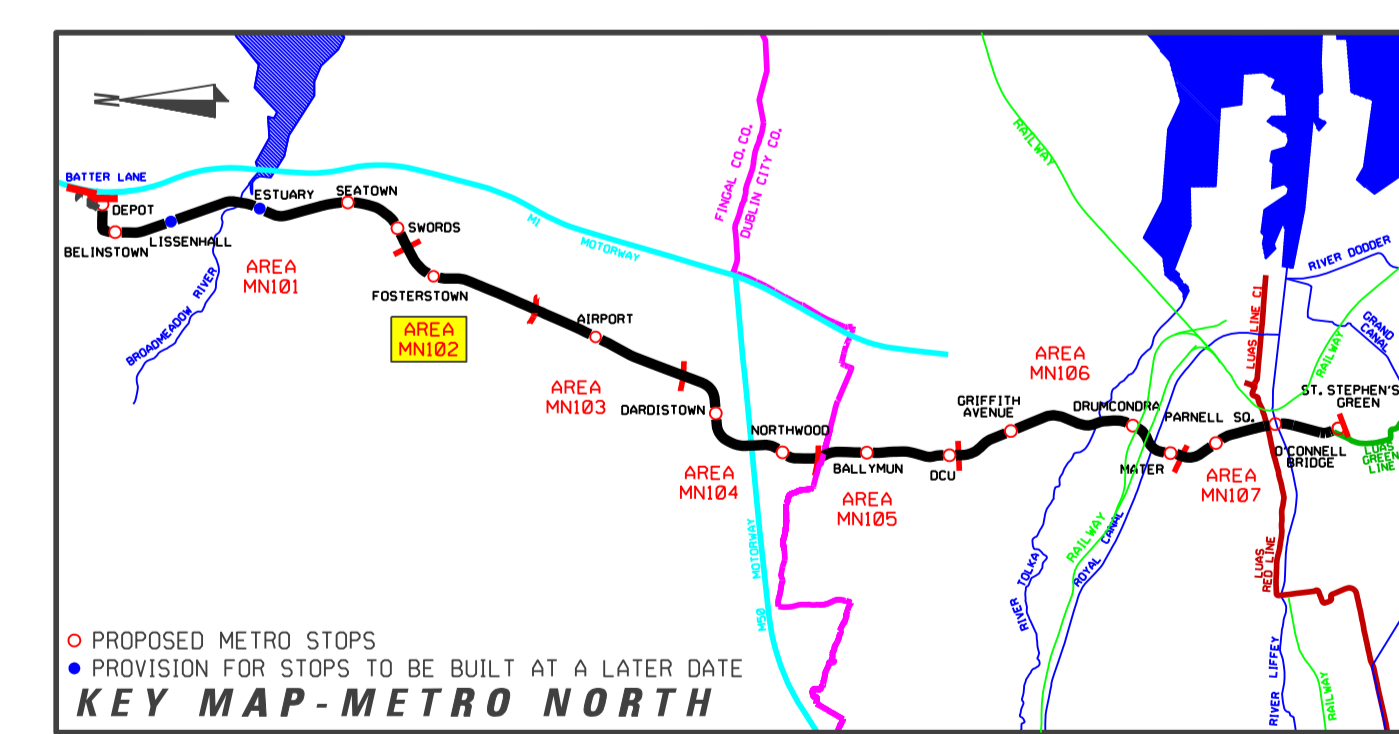 BATTER LANE
DEPOT
BELINSTOWN
LISSENHALL
ESTUARY
SEATOWN
SWORDS
FOSTERSTOWN
BROADMEADOW RIVER
AREA
MN101
AREA
MN102
AIRPORT
AREA
MN103
DARDISTOWN
M1
MOTORWAY
FINGAL CO. CO.
DUBLIN CITY CO.
NORTHWOOD
AREA
MN104
MOTORWAY
M50
BALLYMUN
AREA
MN105
DCU
GRIFFITH
AVENUE
AREA
MN106
DRUMCONDRA
MATER
PARNELL SQ.
AREA
MN107
O'CONNELL
BRIDGE
ST. STEPHEN'S
GREEN
LUAS
GREEN
LINE
RAILWAY
RIVER DODDER
GRAND
CANAL
RAILWAY
LUAS LINE C1
RIVER TOLKA
RAILWAY
ROYAL CANAL
LUAS
RED LINE
RIVER LIFFEY
RAILWAY
PROPOSED METRO STOPS
PROVISION FOR STOPS TO BE BUILT AT A LATER DATE
KEY MAP-METRO NORTH